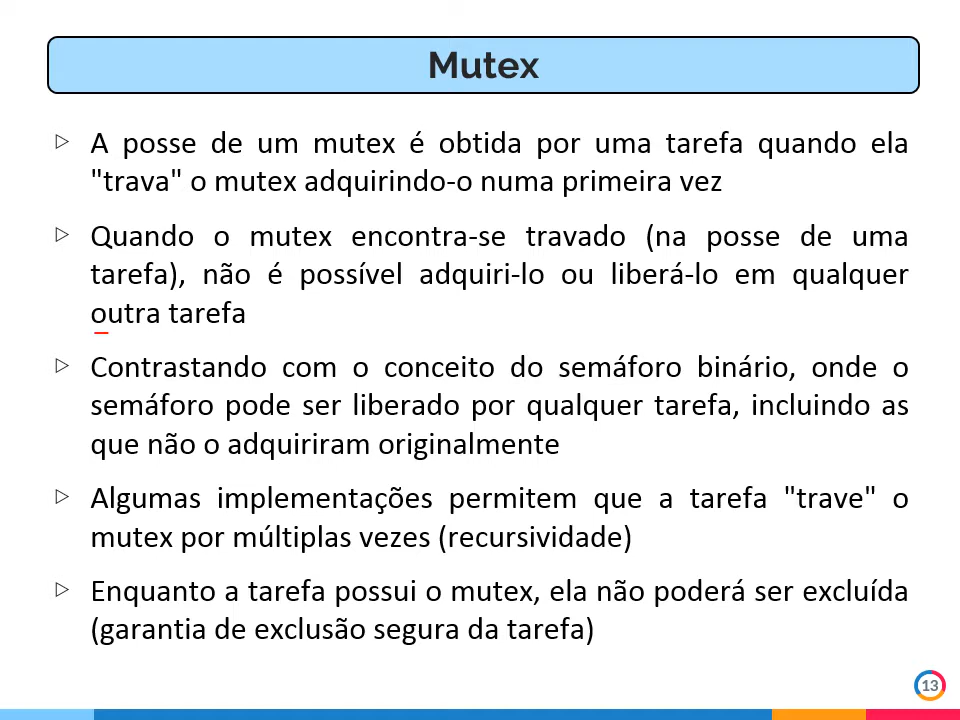 Mutex
A posse de um mutex é obtida por uma tarefa quando ela
"trava" o mutex adquirindo-o numa primeira vez
Quando o mutex encontra-se travado (na posse de uma
tarefa), não é possível adquiri-lo ou liberá-lo em qualquer
outra tarefa
Contrastando com o conceito do semáforo binário, onde o
semáforo pode ser liberado por qualquer tarefa, incluindo as
que não o adquiriram originalmente
Algumas implementações permitem que a tarefa "trave" o
mutex por múltiplas vezes (recursividade)
Enquanto a tarefa possui o mutex, ela não poderá ser excluída
(garantia de exclusão segura da tarefa)
13